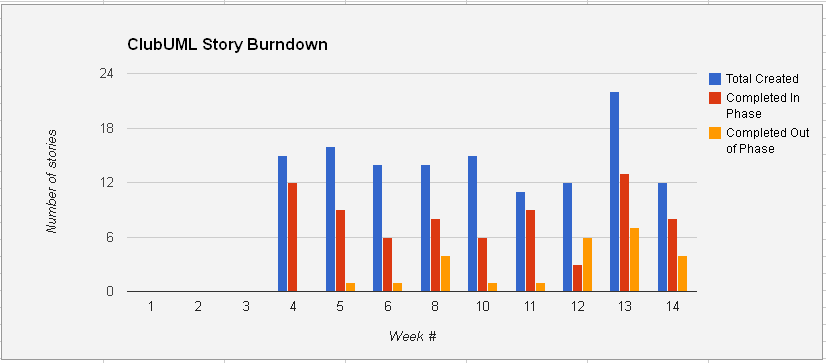 ClubUML Story Burndown
24
18
12
6
0
Number of stories
1 2 3 4 5 6 8 10 11 12 13 14
Week #
Total Created
Completed In
Phase
Completed Out
of Phase